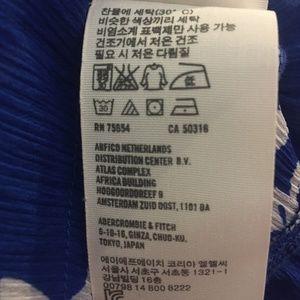 찬물에 세탁(30° C)
비슷한 색상끼리 세탁
비염소계 표백제만 사용 가능
건조기에서 저온 건조
필요 시 저온 다림질
30
RN 75654 CA 50316
ABFICO NETHERLANDS
DISTRIBUTION CENTER B.V.
ATLAS COMPLEX
AFRICA BUILDING
HOOGOORDDREEF 9
AMSTERDAM ZUID OOST, 1101 BA
ABERCROMBIE & FITCH
6-10-16, GINZA, CHUO-KU,
TOKYO, JAPAN
에이에프에이치 코리아 엘엘씨
서울시 서초구 서초동 1321-1
강남빌딩 16층
00798 14 800 8222